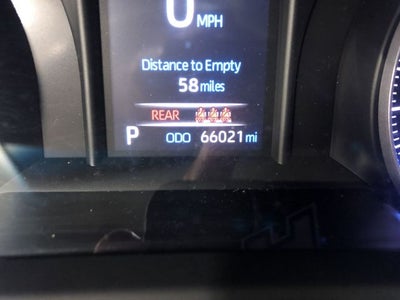 0 MPH
Distance to Empty
58 miles
REAR
P ODO 66021 mi